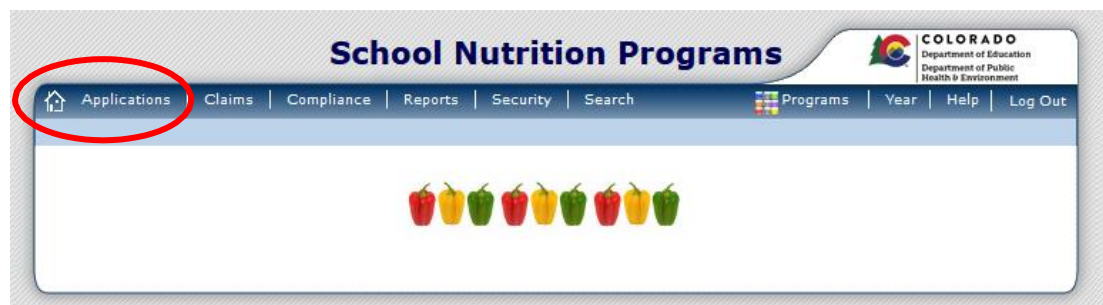 School Nutrition Programs
COLORADO
Department of Education
Department of Public
Health & Environment
Applications | Claims | Compliance | Reports | Security | Search Programs | Year | Help | Log Out